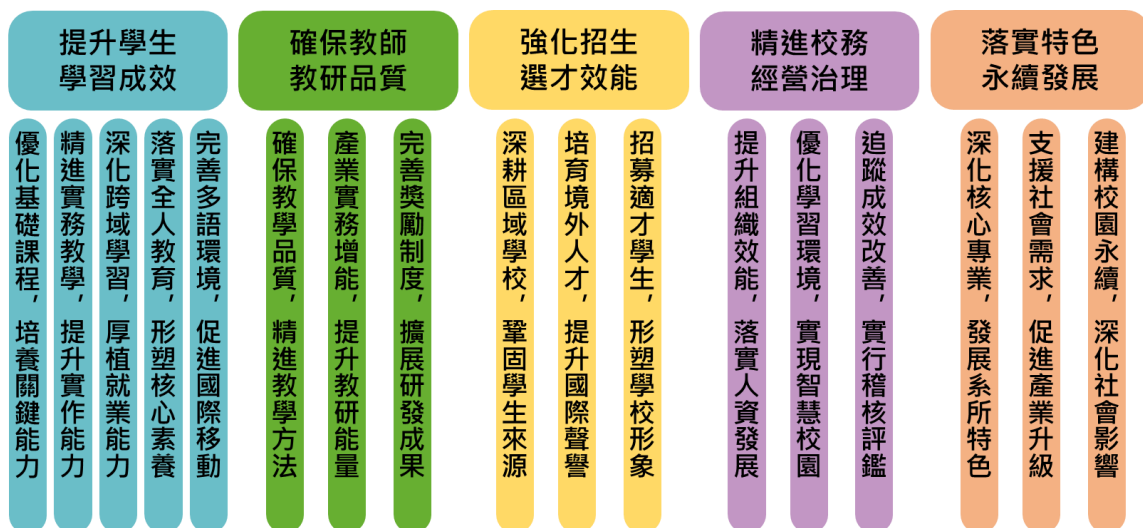 提升學生
學習成效
優化基礎課程，培養關鍵能力
精進實務教學，提升實作能力
深化跨域學習，厚植就業能力
落實全人教育，形塑核心素養
完善多語環境，促進國際移動
確保教師
教研品質
確保教學品質，精進教學方法
產業實務增能，提升教研能量
完善獎勵制度，擴展研發成果
強化招生
選才效能
深耕區域學校，鞏固學生來源
培育境外人才，提升國際聲譽
招募適才學生，形塑學校形象
精進校務
經營治理
提升組織效能，落實人資發展
優化學習環境，實現智慧校園
追蹤成效改善，實行稽核評鑑
落實特色
永續發展
深化核心專業，發展系所特色
支援社會需求，促進產業升級
建構校園永續，深化社會影響